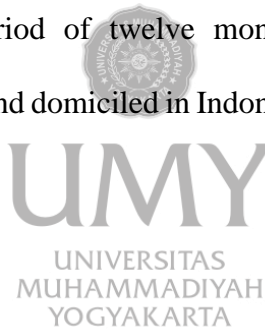 riod of twelve mon
nd domiciled in Indon
UMY
UNIVERSITAS
MUHAMMADIYAH
YOGYAKARTA